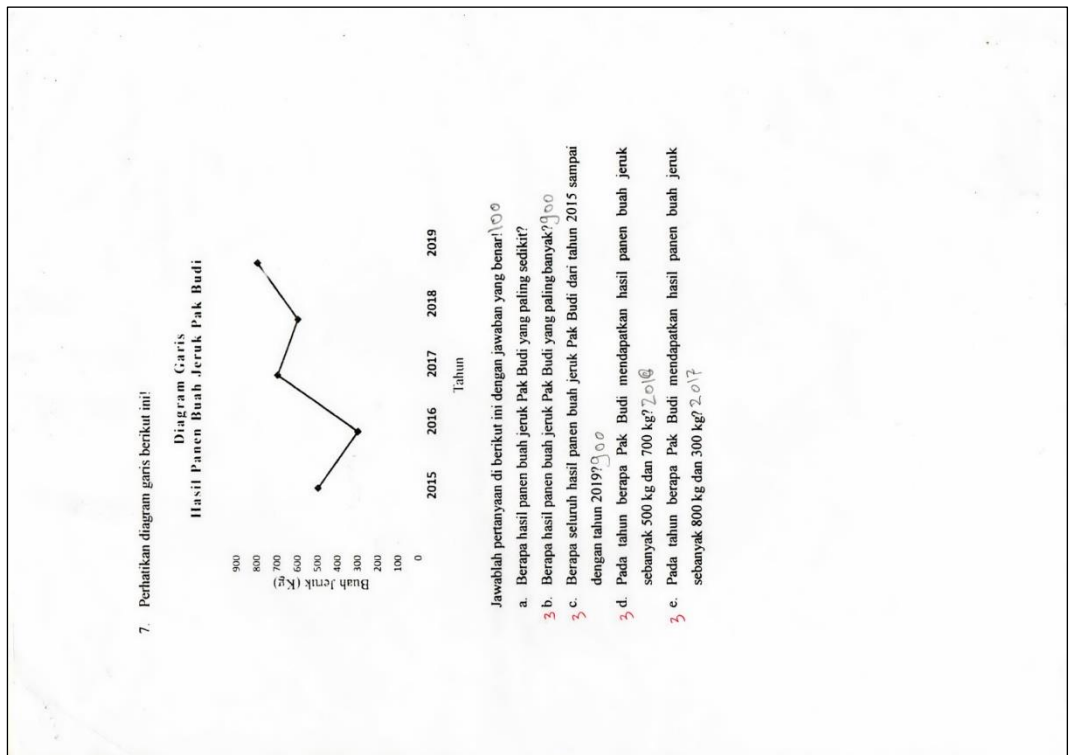 7. Perhatikan diagram garis berikut ini!
Diagram Garis
Hasil Panen Buah Jeruk Pak Budi
Buah Jeruk (Kg)
900
800
700
600
500
400
300
200
100
0
2015 2016 2017 2018 2019
Tahun
Jawablah pertanyaan di berikut ini dengan jawaban yang benar! 100
a. Berapa hasil panen buah jeruk Pak Budi yang paling sedikit?
3 b. Berapa hasil panen buah jeruk Pak Budi yang palingbanyak? 900
3 c. Berapa seluruh hasil panen buah jeruk Pak Budi dari tahun 2015 sampai
dengan tahun 2019? 900
3 d. Pada tahun berapa Pak Budi mendapatkan hasil panen buah jeruk
sebanyak 500 kg dan 700 kg?
3 e. Pada tahun berapa Pak Budi mendapatkan hasil panen buah jeruk
sebanyak 800 kg dan 300 kg? 2017